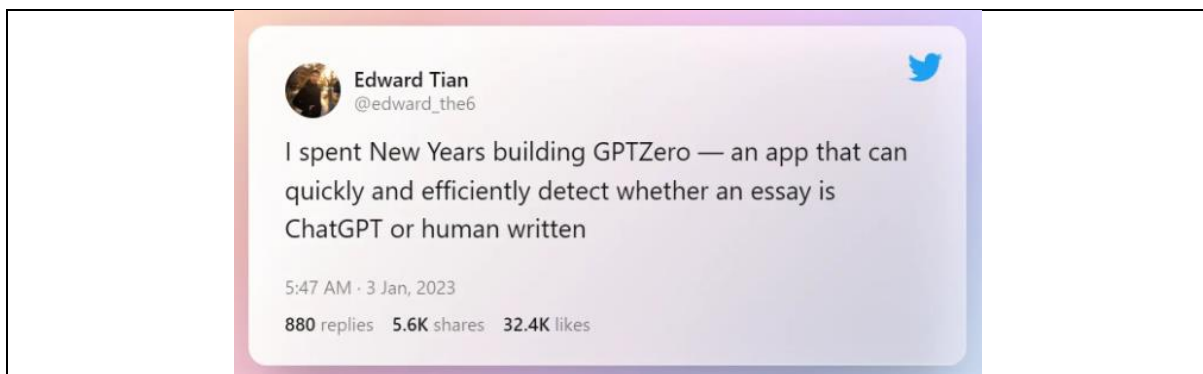 Edward Tian
@edward_the6
I spent New Years building GPTZero — an app that can
quickly and efficiently detect whether an essay is
ChatGPT or human written
5:47 AM · 3 Jan, 2023
880 replies 5.6K shares 32.4K likes